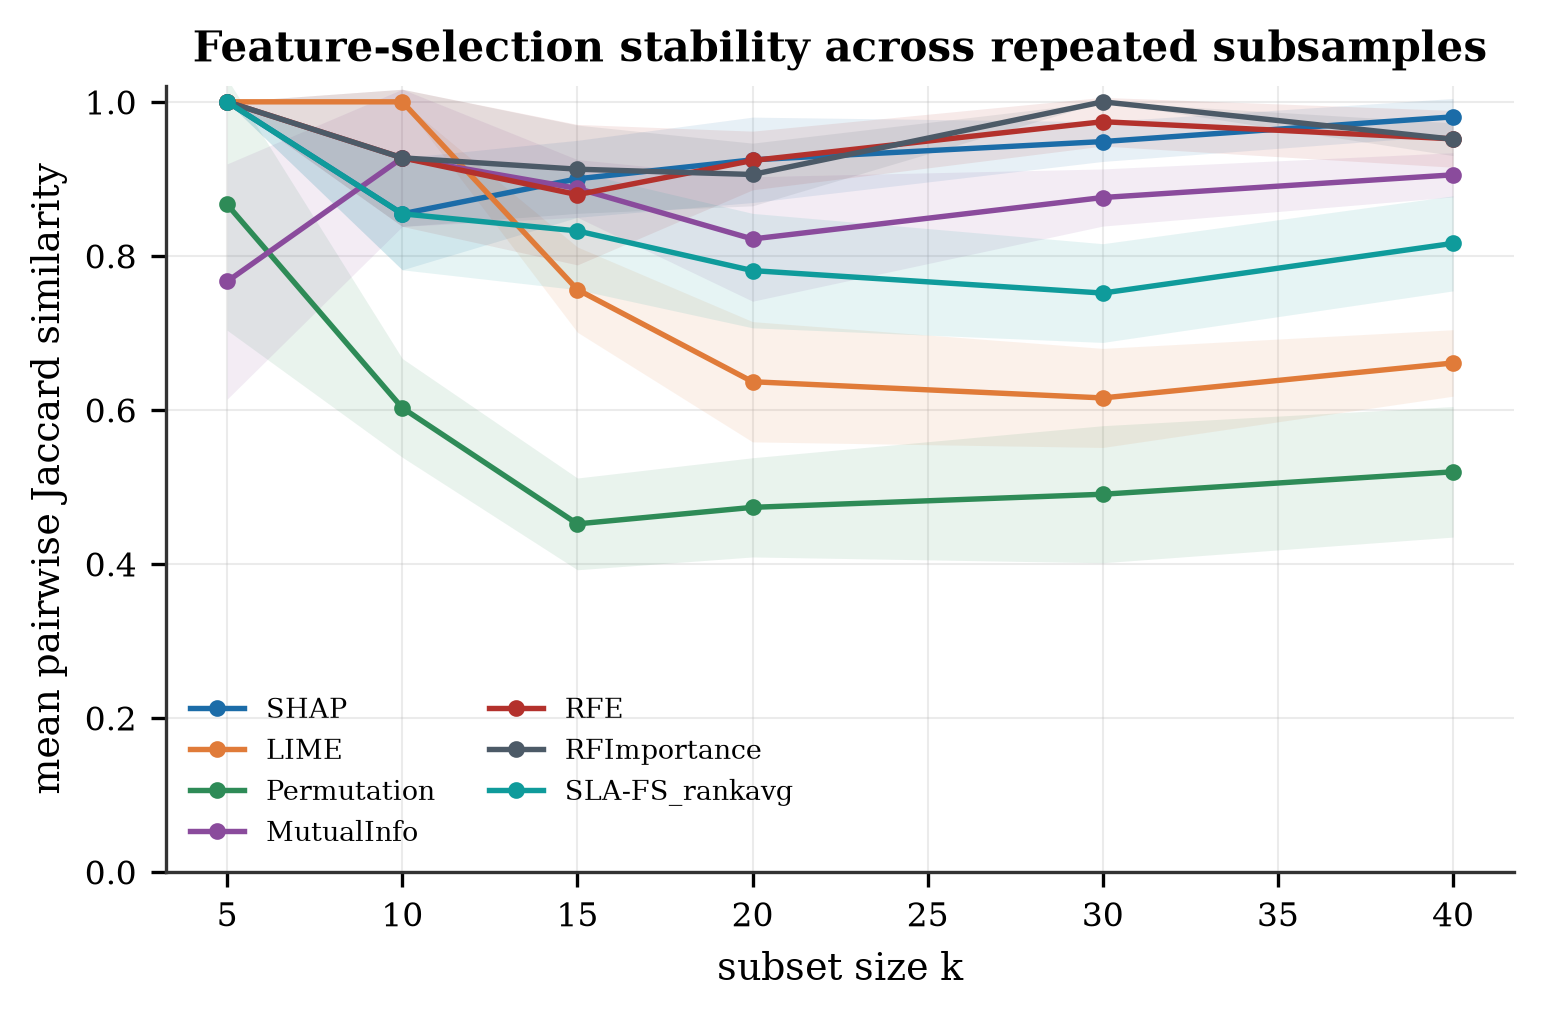 Feature-selection stability across repeated subsamples
mean pairwise Jaccard similarity
1.0
0.8
0.6
0.4
0.2
0.0
SHAP
LIME
Permutation
MutualInfo
RFE
RFImportance
SLA-FS_rankavg
5 10 15 20 25 30 35 40
subset size k